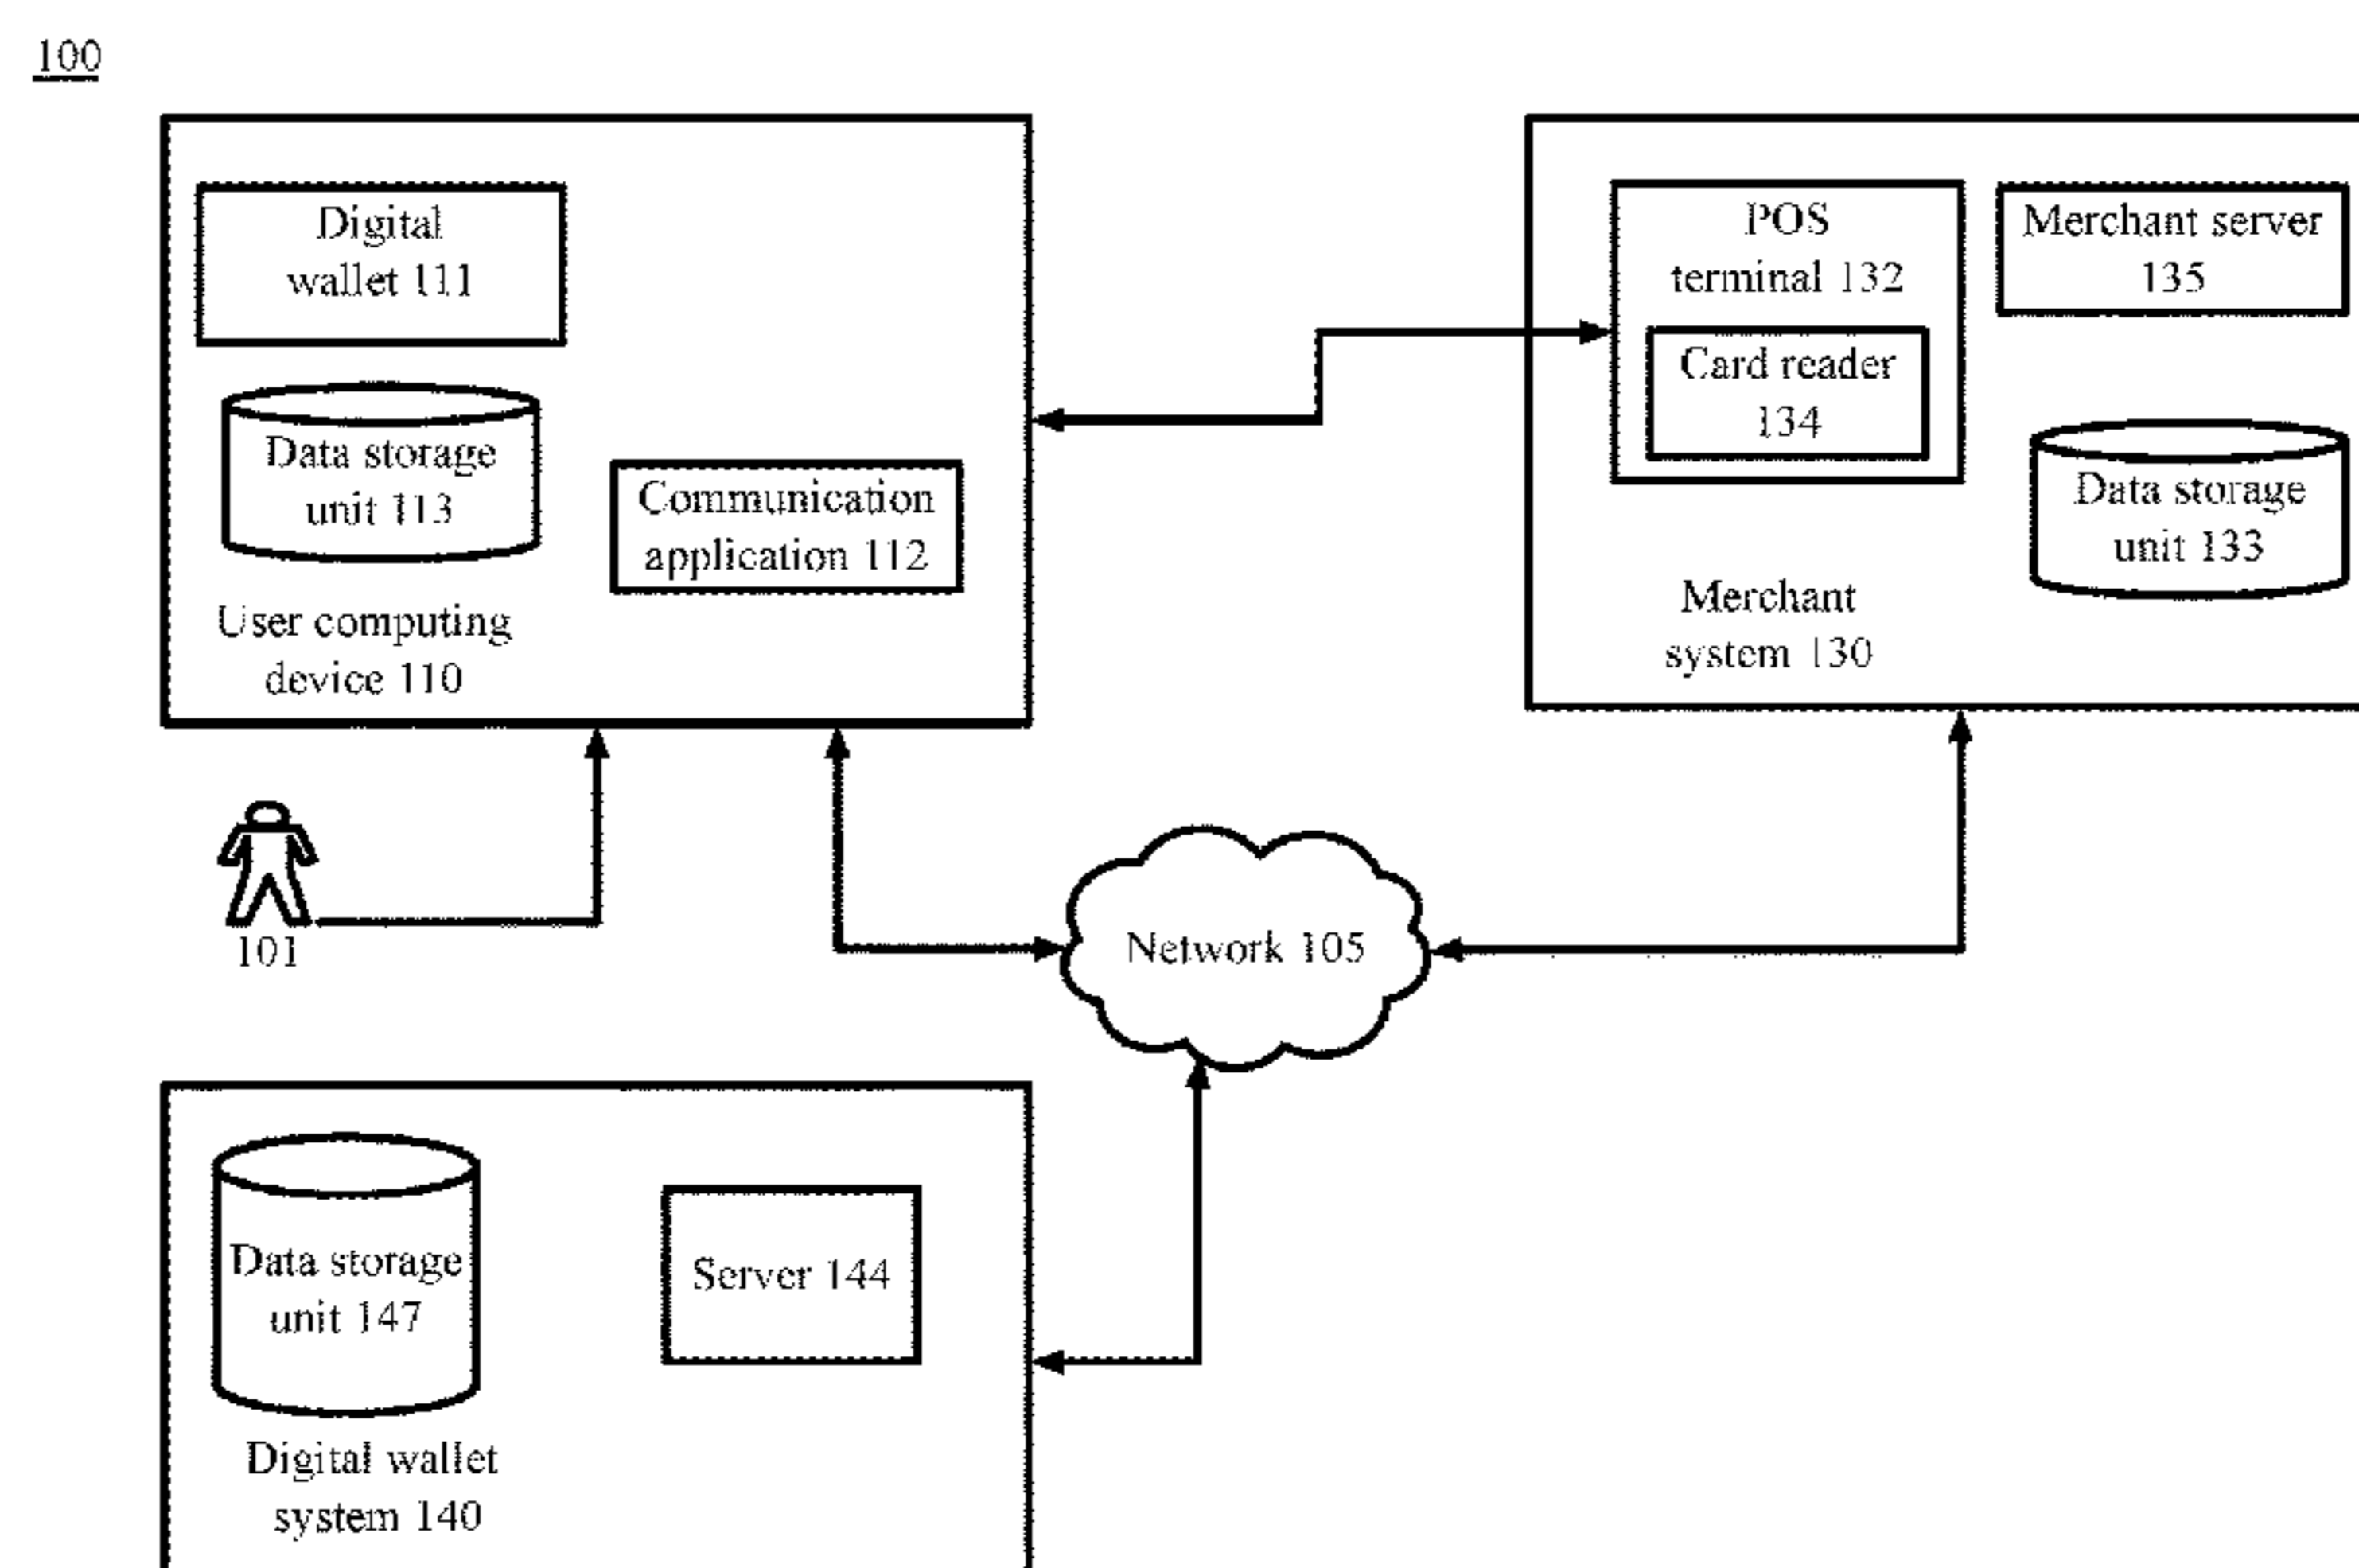 100
Digital
wallet 111
Data storage
unit 113
Communication
application 112
User computing
device 110
POS
terminal 132
Card reader
134
Merchant server
135
Data storage
unit 133
Merchant
system 130
101
Network 105
Data storage
unit 147
Server 144
Digital wallet
system 140